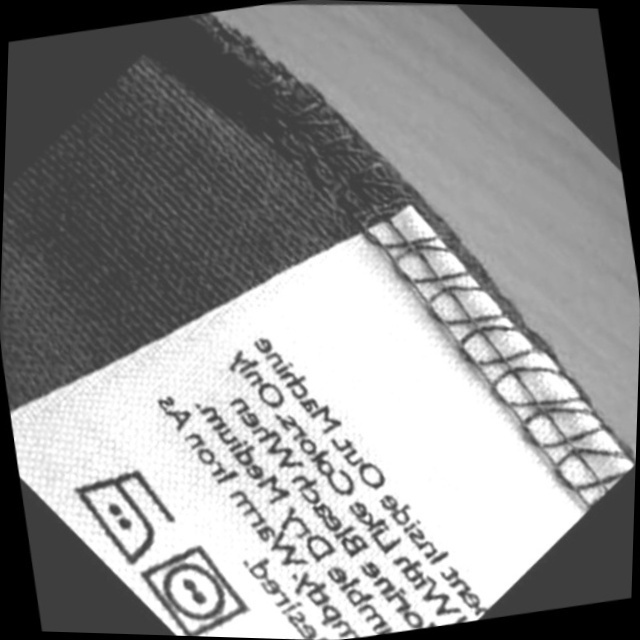 Inside Out. Machine
With Like Colors. Only
Bleach When
Dry Medium.
Warm Iron As